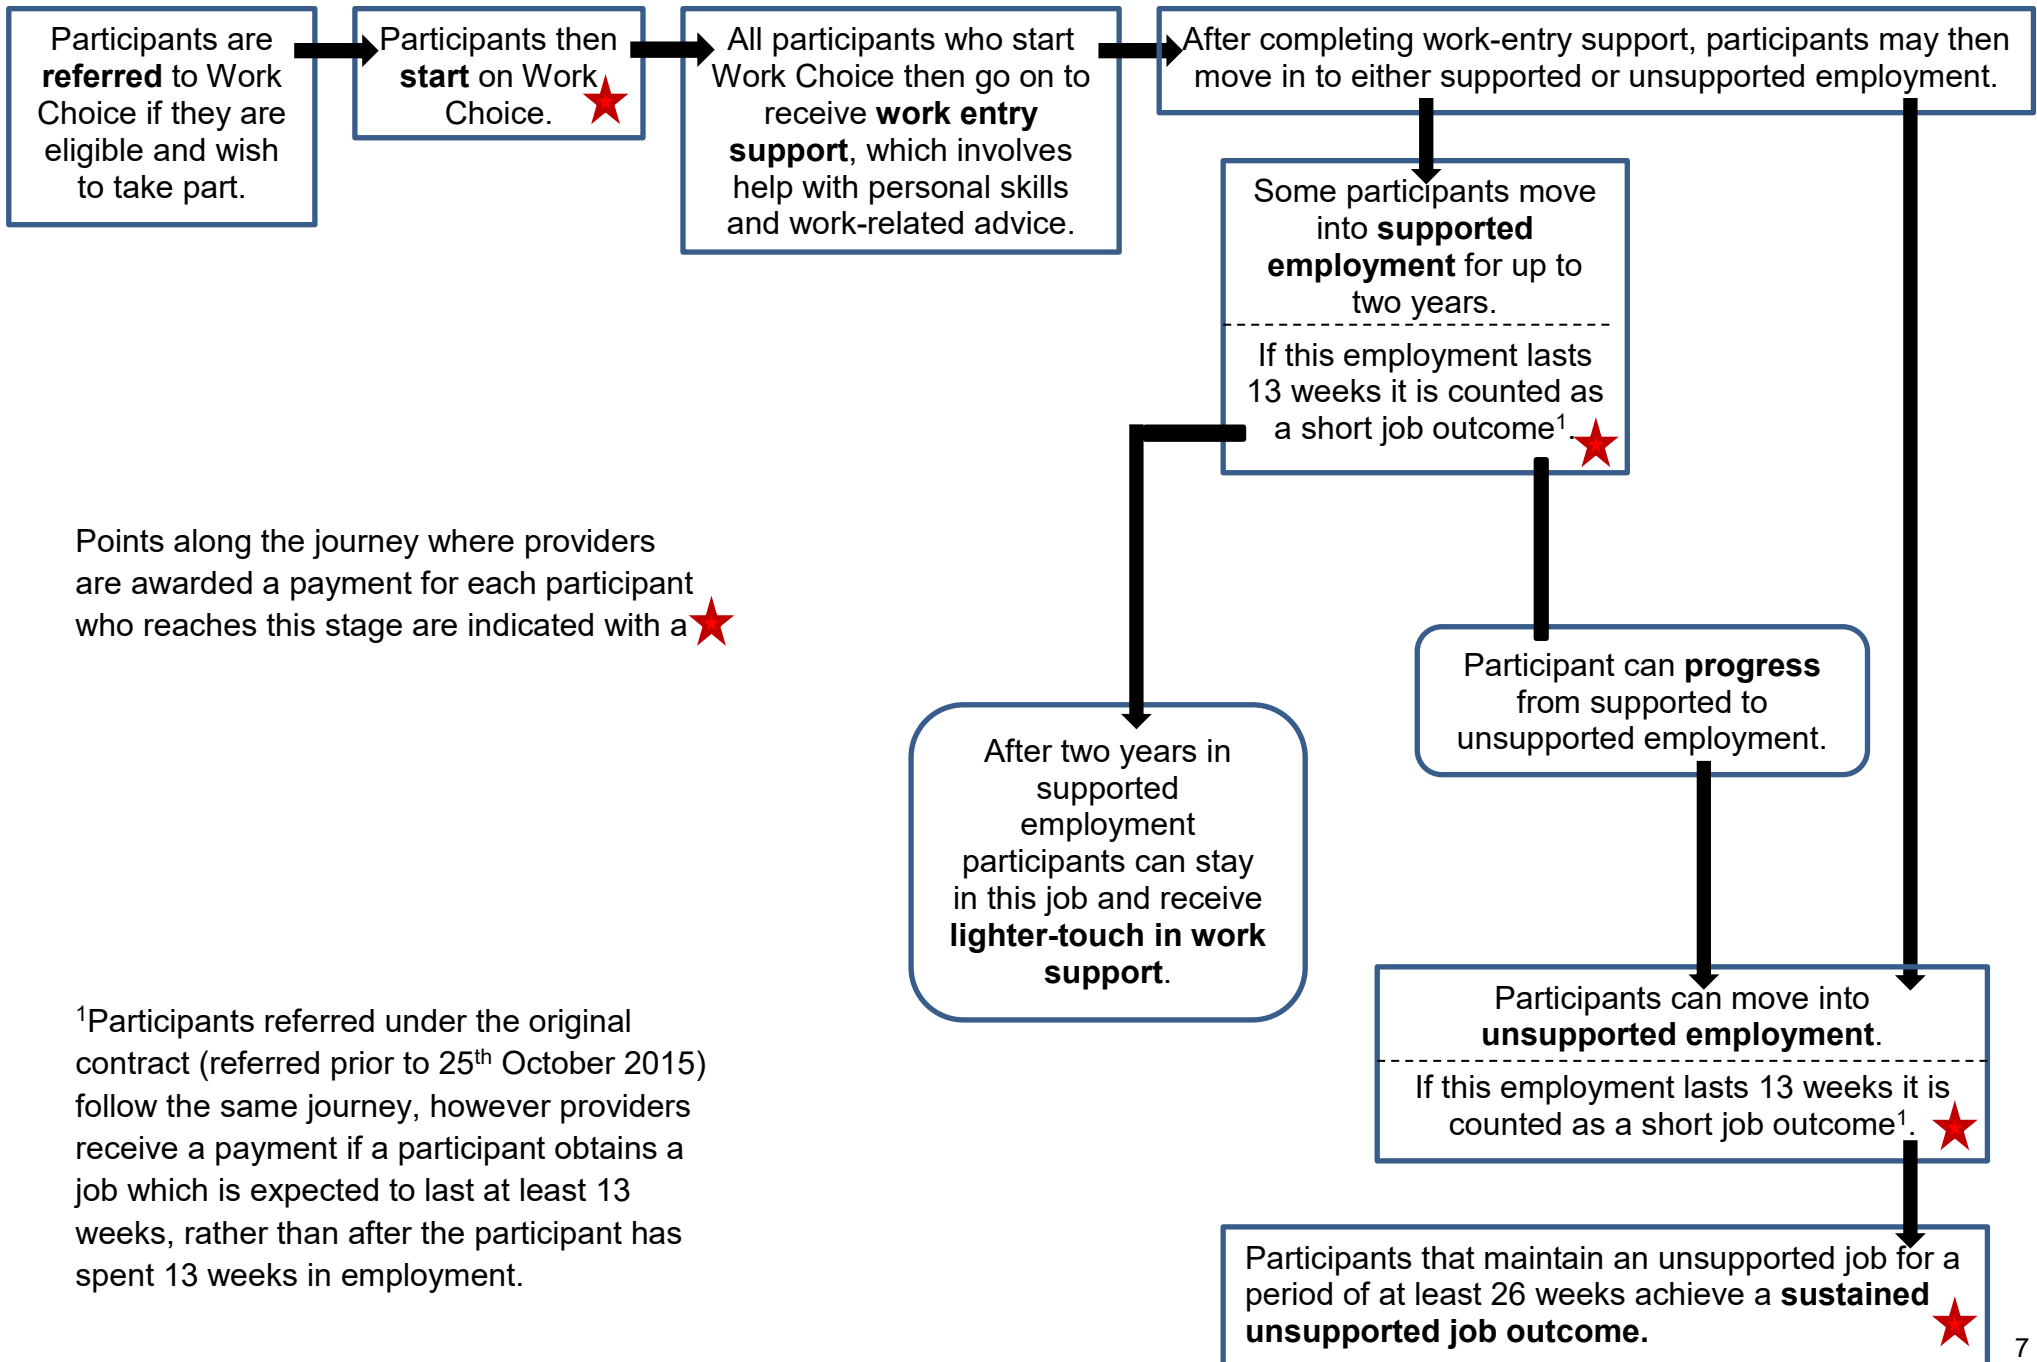 Participants are
referred to Work
Choice if they are
eligible and wish
to take part.
Participants then
start on Work
Choice.
All participants who start
Work Choice then go on to
receive work entry
support, which involves
help with personal skills
and work-related advice.
After completing work-entry support, participants may then
move in to either supported or unsupported employment.
Some participants move
into supported
employment for up to
two years.
If this employment lasts
13 weeks it is counted as
a short job outcome¹.
Points along the journey where providers
are awarded a payment for each participant
who reaches this stage are indicated with a
Participant can progress
from supported to
unsupported employment.
After two years in
supported
employment
participants can stay
in this job and receive
lighter-touch in work
support.
Participants can move into
unsupported employment.
If this employment lasts 13 weeks it is
counted as a short job outcome¹.
¹Participants referred under the original
contract (referred prior to 25th October 2015)
follow the same journey, however providers
receive a payment if a participant obtains a
job which is expected to last at least 13
weeks, rather than after the participant has
spent 13 weeks in employment.
Participants that maintain an unsupported job for a
period of at least 26 weeks achieve a sustained
unsupported job outcome.
7